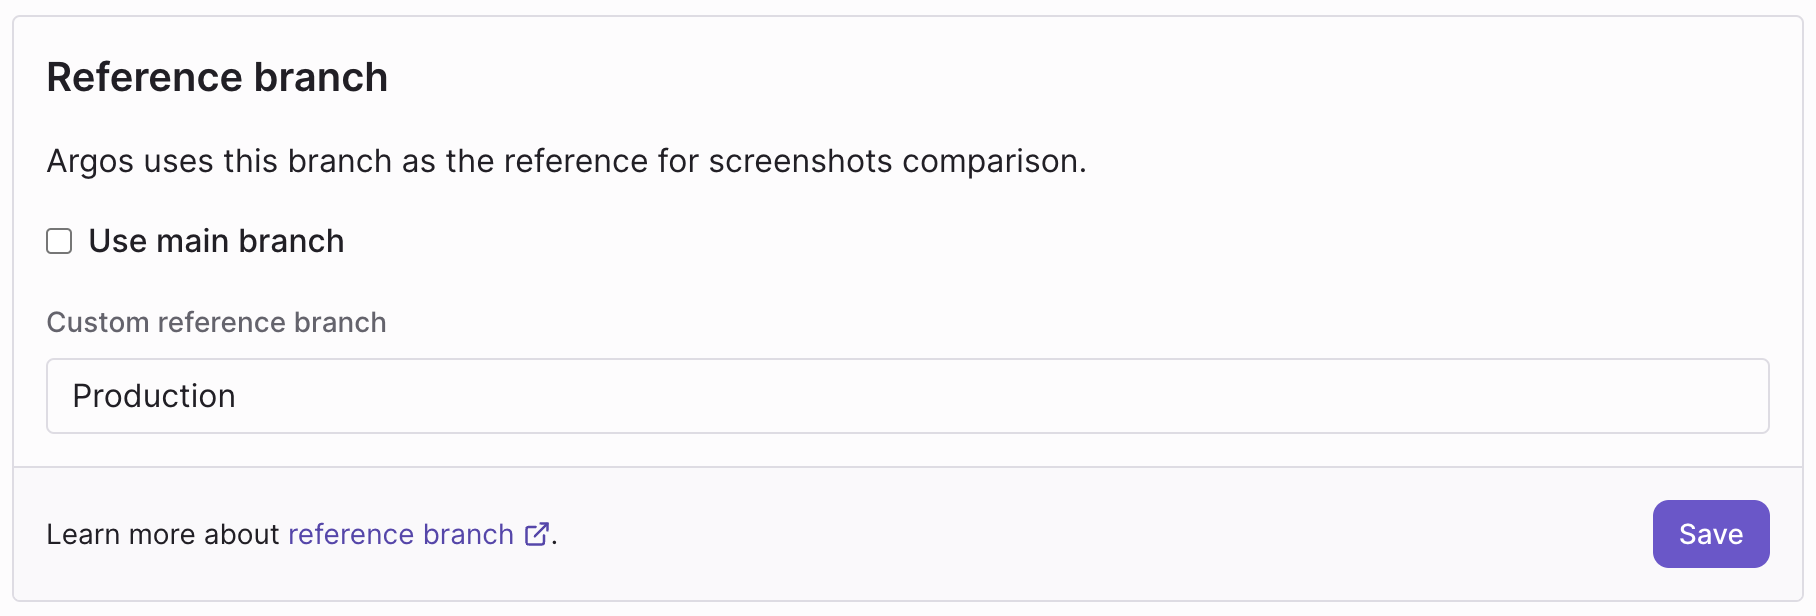 Reference branch
Argos uses this branch as the reference for screenshots comparison.
Use main branch
Custom reference branch
Production
Learn more about reference branch.
Save